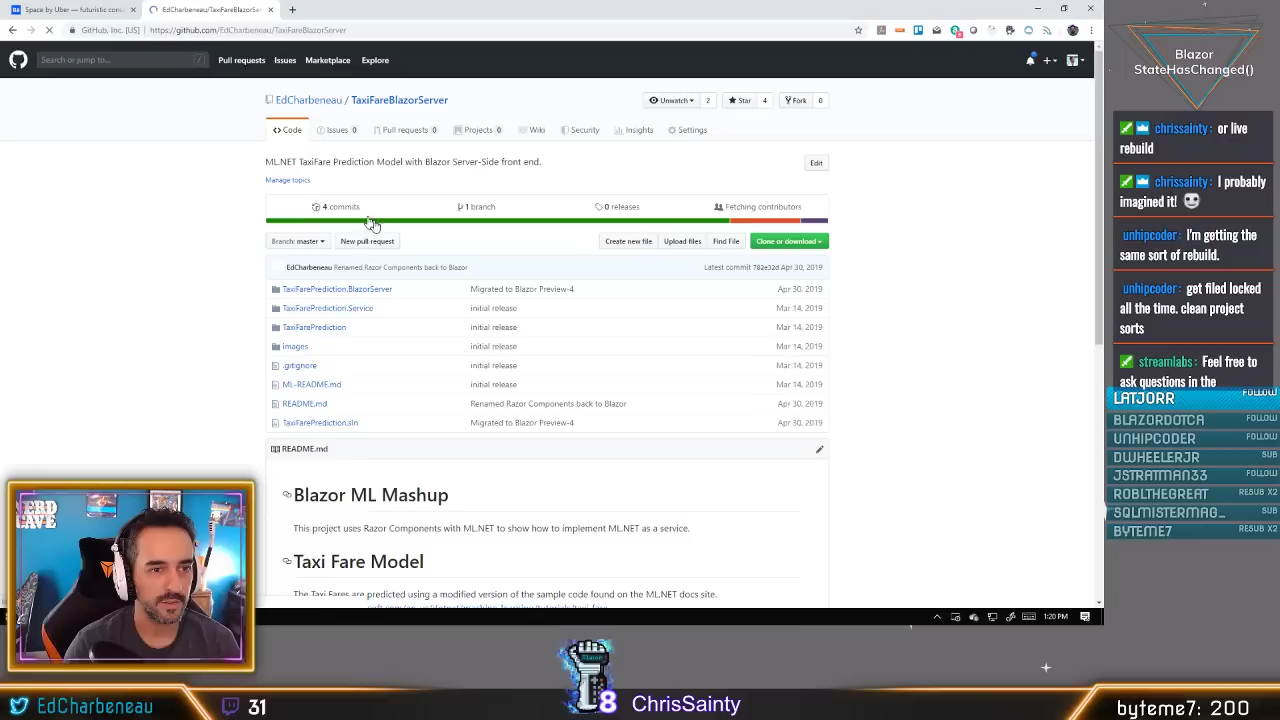 Space by Uber — futuristic cons
EdCharbeneau/TaxiFareBlazorSer
GitHub, Inc. [US]
https://github.com/EdCharbeneau/TaxiFareBlazorServer
Search or jump to...
Pull requests
Issues
Marketplace
Explore
EdCharbeneau / TaxiFareBlazorServer
Unwatch 2
Star 4
Fork 0
Code
Issues 0
Pull requests 0
Projects 0
Wiki
Security
Insights
Settings
ML.NET TaxiFare Prediction Model with Blazor Server-Side front end.
Edit
Manage topics
4 commits
1 branch
0 releases
Fetching contributors
Branch: master
New pull request
Create new file
Upload files
Find File
Clone or download
EdCharbeneau Renamed Razor Components back to Blazor
Latest commit 782e32d Apr 30, 2019
TaxiFarePrediction.BlazorServer Migrated to Blazor Preview-4 Apr 30, 2019
TaxiFarePrediction.Service initial release Mar 14, 2019
TaxiFarePrediction initial release Mar 14, 2019
images initial release Mar 14, 2019
.gitignore initial release Mar 14, 2019
ML-README.md initial release Mar 14, 2019
README.md Renamed Razor Components back to Blazor Apr 30, 2019
TaxiFarePrediction.sln Migrated to Blazor Preview-4 Apr 30, 2019
README.md
Blazor ML Mashup
This project uses Razor Components with ML.NET to show how to implement ML.NET as a service.
Taxi Fare Model
The Taxi Fares are predicted using a modified version of the sample code found on the ML.NET docs site.
1:20 PM
NERD
CAVE
Blazor
StateHasChanged()
chrissainty: or live
rebuild
chrissainty: I probably
imagined it!
unhipcoder: I'm getting the
same sort of rebuild.
unhipcoder: get filed locked
all the time. clean project
sorts
streamlabs: Feel free to
ask questions in the
LATJORR FOLLOW
BLAZORDOTCA FOLLOW
UNHIPCODER FOLLOW
DWHEELERJR SUB
JSTRATMAN33 FOLLOW
ROBLTHEGREAT RESUB X2
SQLMISTERMAG_ SUB
BYTEME7 RESUB X2
Blazor
EdCharbeneau
31
8 ChrisSainty
byteme7: 200